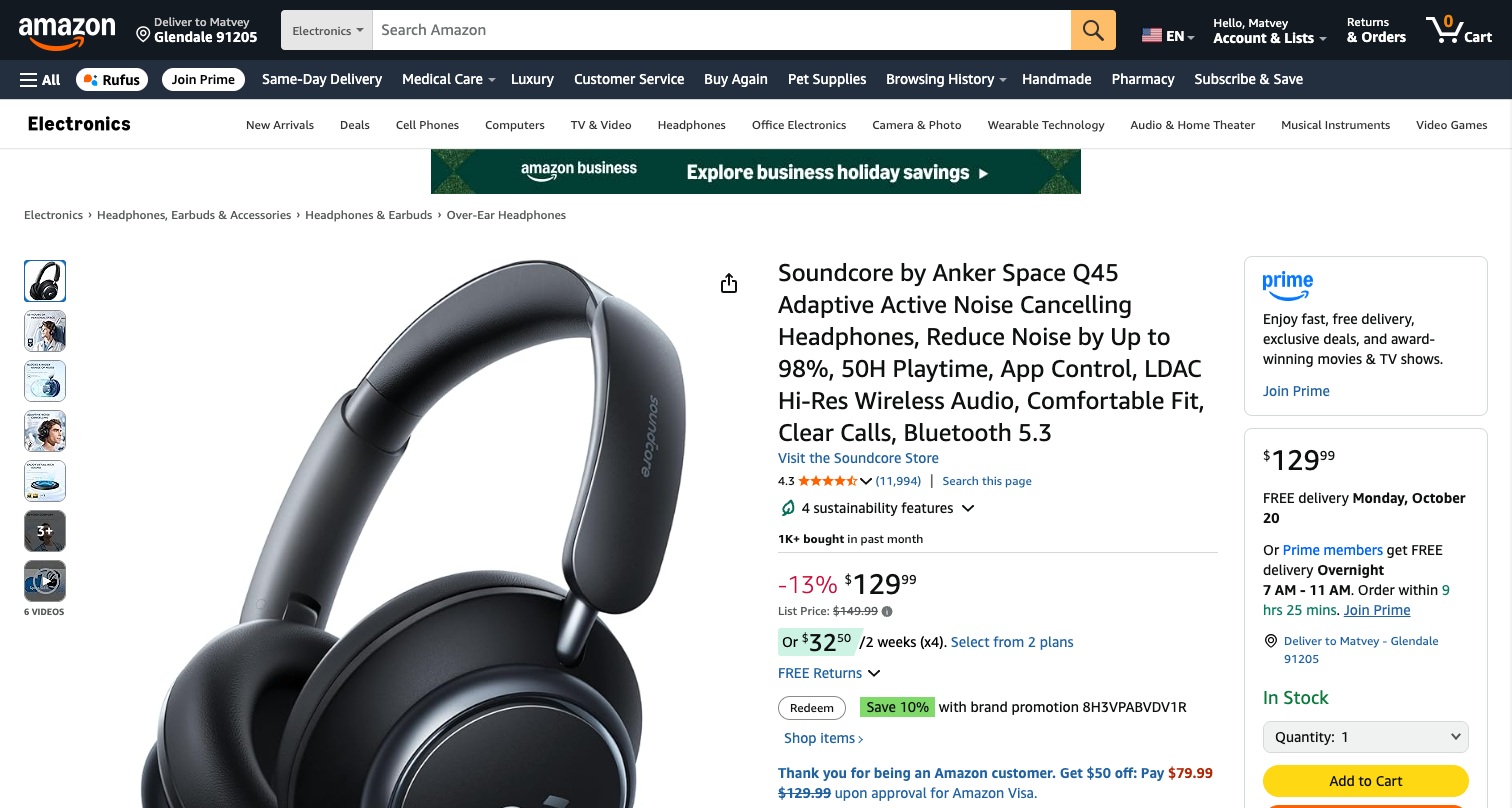 amazon
Deliver to Matvey
Glendale 91205
Electronics
Search Amazon
EN
Hello, Matvey
Account & Lists
Returns
& Orders
0
Cart
All
Rufus
Join Prime
Same-Day Delivery
Medical Care
Luxury
Customer Service
Buy Again
Pet Supplies
Browsing History
Handmade
Pharmacy
Subscribe & Save
Electronics
New Arrivals
Deals
Cell Phones
Computers
TV & Video
Headphones
Office Electronics
Camera & Photo
Wearable Technology
Audio & Home Theater
Musical Instruments
Video Games
amazon business
Explore business holiday savings
Electronics › Headphones, Earbuds & Accessories › Headphones & Earbuds › Over-Ear Headphones
3+
6 VIDEOS
soundcore
Soundcore by Anker Space Q45
Adaptive Active Noise Cancelling
Headphones, Reduce Noise by Up to
98%, 50H Playtime, App Control, LDAC
Hi-Res Wireless Audio, Comfortable Fit,
Clear Calls, Bluetooth 5.3
Visit the Soundcore Store
4.3 (11,994) | Search this page
4 sustainability features
1K+ bought in past month
-13% $12999
List Price: $149.99
Or $3250 /2 weeks (x4). Select from 2 plans
FREE Returns
Redeem Save 10% with brand promotion 8H3VPABVDV1R
Shop items ›
Thank you for being an Amazon customer. Get $50 off: Pay $79.99
$129.99 upon approval for Amazon Visa.
prime
Enjoy fast, free delivery,
exclusive deals, and award-
winning movies & TV shows.
Join Prime
$12999
FREE delivery Monday, October
20
Or Prime members get FREE
delivery Overnight
7 AM - 11 AM. Order within 9
hrs 25 mins. Join Prime
Deliver to Matvey - Glendale
91205
In Stock
Quantity: 1
Add to Cart